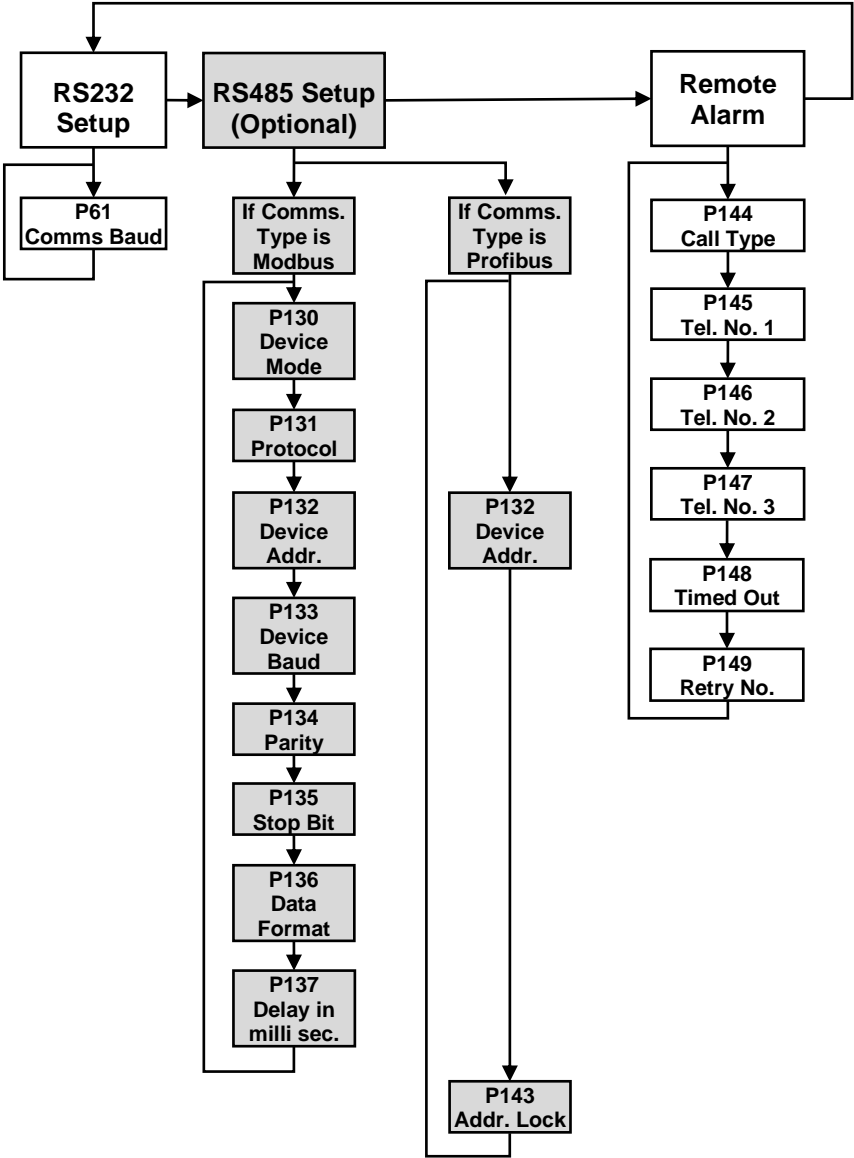 RS232
Setup
RS485 Setup
(Optional)
Remote
Alarm
P61
Comms Baud
If Comms.
Type is
Modbus
P130
Device
Mode
P131
Protocol
P132
Device
Addr.
P133
Device
Baud
P134
Parity
P135
Stop Bit
P136
Data
Format
P137
Delay in
milli sec.
If Comms.
Type is
Profibus
P132
Device
Addr.
P143
Addr. Lock
P144
Call Type
P145
Tel. No. 1
P146
Tel. No. 2
P147
Tel. No. 3
P148
Timed Out
P149
Retry No.